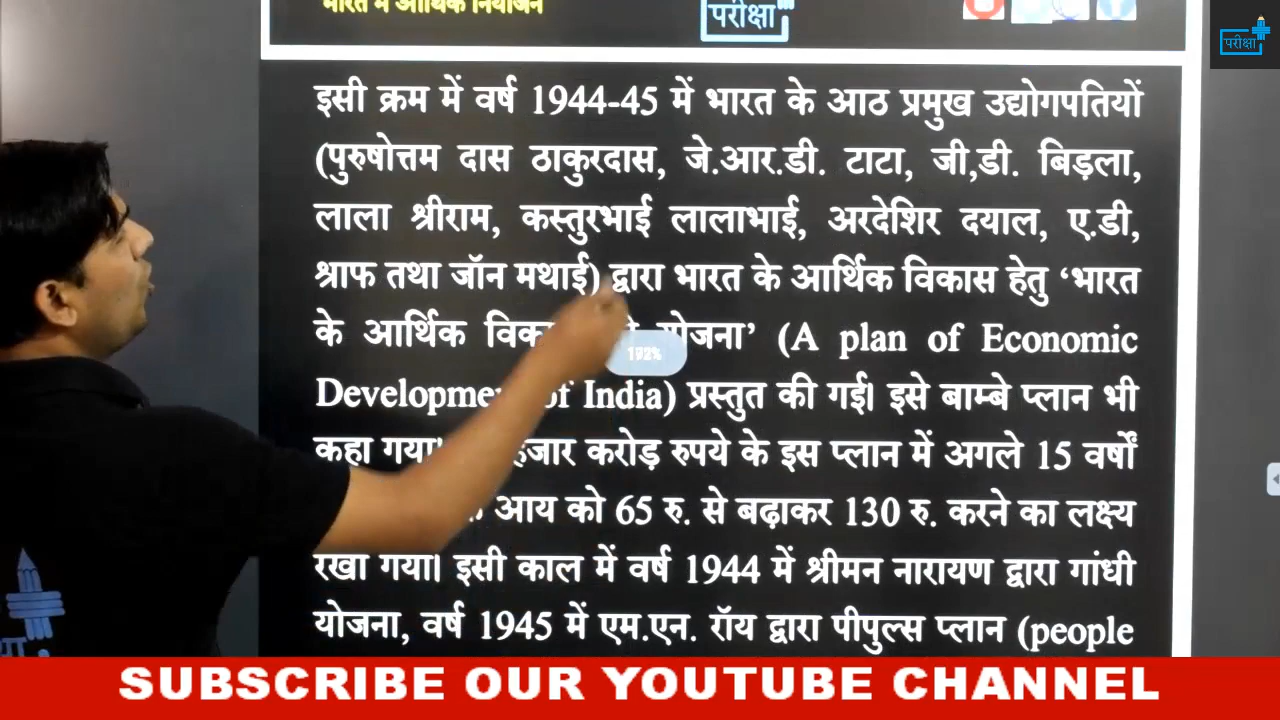 भारत में आर्थिक नियोजन
परीक्षा
परीक्षा
इसी क्रम में वर्ष 1944-45 में भारत के आठ प्रमुख उद्योगपतियों
(पुरुषोत्तम दास ठाकुरदास, जे.आर.डी. टाटा, जी,डी. बिड़ला,
लाला श्रीराम, कस्तुरभाई लालाभाई, अरदेशिर दयाल, ए.डी,
श्राफ तथा जॉन मथाई) द्वारा भारत के आर्थिक विकास हेतु ‘भारत
के आर्थिक योजना’ (A plan of Economic
of India) प्रस्तुत की गई। इसे बाम्बे प्लान भी
कहा हजार करोड़ रुपये के इस प्लान में अगले 15 वर्षों
आय को 65 रु. से बढ़ाकर 130 रु. करने का लक्ष्य
रखा गया। इसी काल में वर्ष 1944 में श्रीमन नारायण द्वारा गांधी
योजना, वर्ष 1945 में एम.एन. रॉय द्वारा पीपुल्स प्लान (people
SUBSCRIBE OUR YOUTUBE CHANNEL